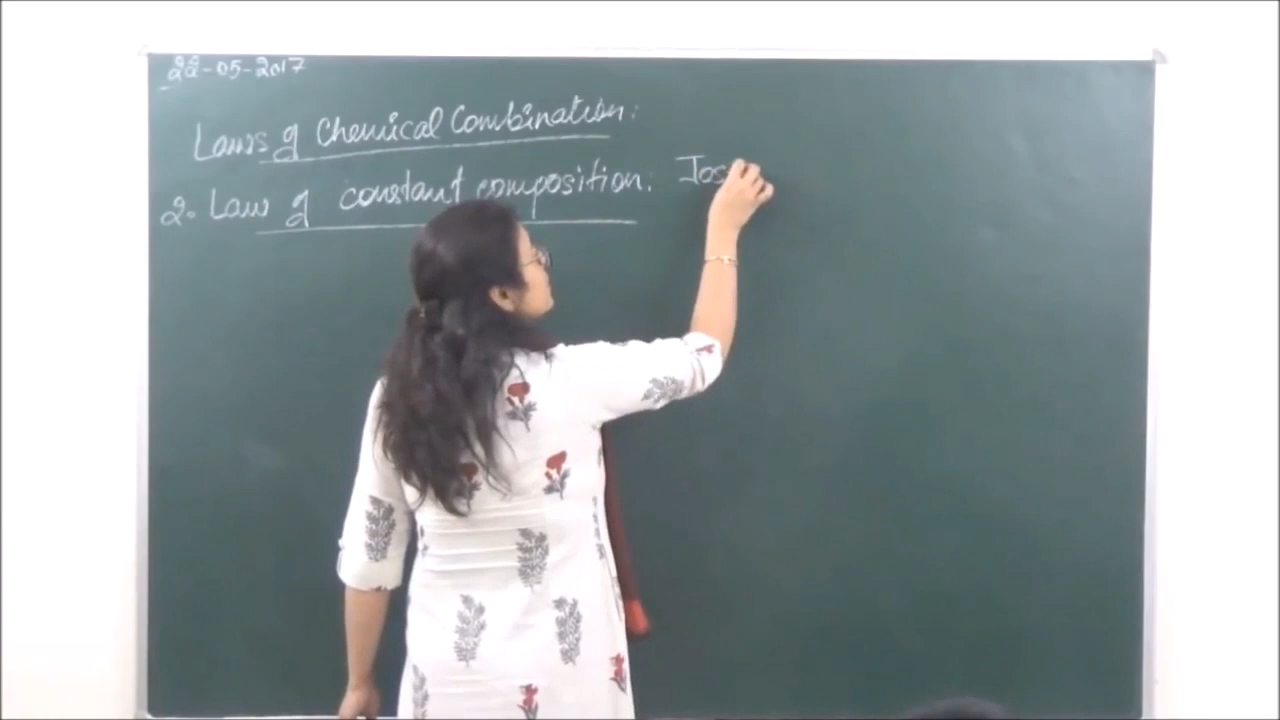 22-05-2017
Laws of Chemical Combination:
2. Law of constant composition: Jos